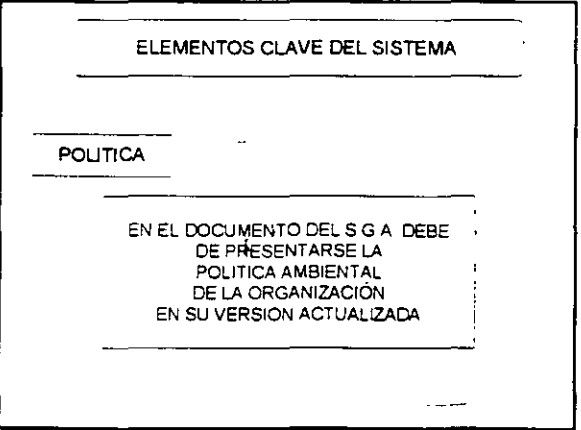 ELEMENTOS CLAVE DEL SISTEMA
POLITICA
EN EL DOCUMENTO DEL S G A DEBE
DE PRESENTARSE LA
POLITICA AMBIENTAL
DE LA ORGANIZACIÓN
EN SU VERSION ACTUALIZADA